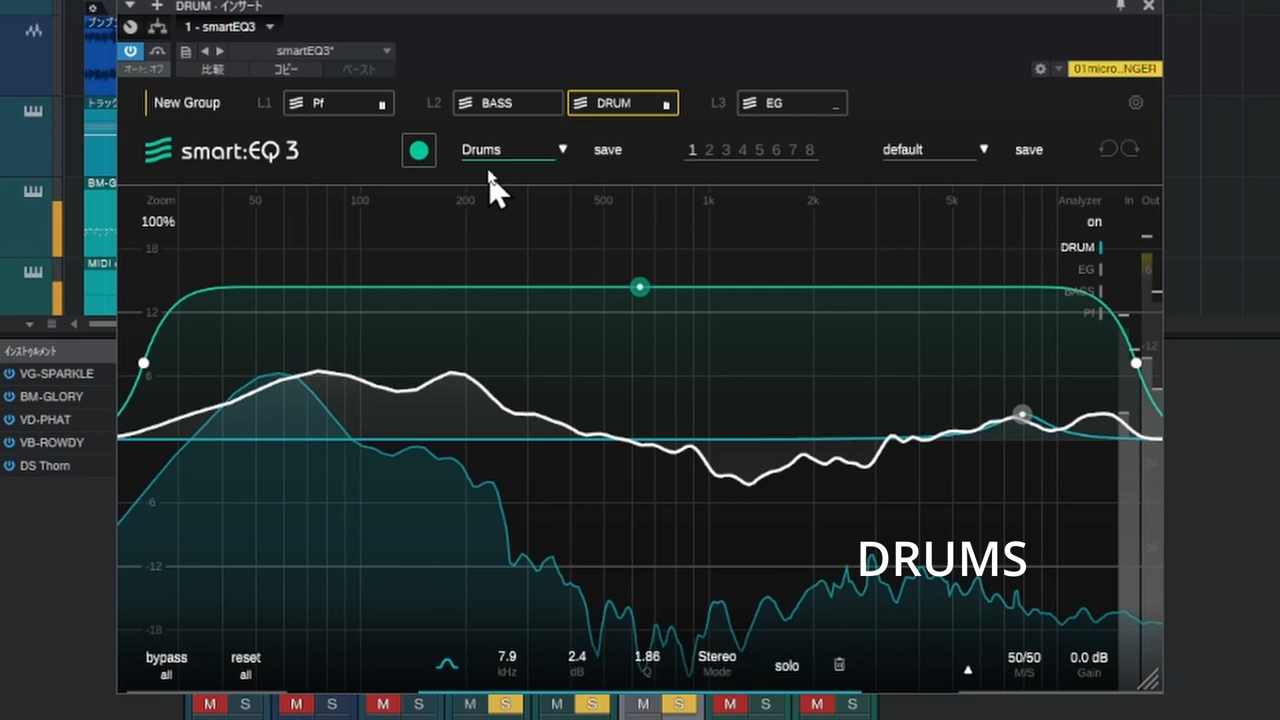 DRUM - インサート
1 - smartEQ3
ブンブン
smartEQ3*
オート: オフ
比較
コピー
ペースト
01micro..NGER
トラック
New Group
L1
Pf
L2
BASS
DRUM
L3
EG
smart:EQ 3
Drums
save
1 2 3 4 5 6 7 8
default
save
BM-G
Zoom
50
100
200
500
1k
2k
5k
Analyzer
In
Out
100%
on
18
DRUM
EG
BASS
Pf
MIDI
12
6
-6
-12
-18
-6
-12
-24
インストゥルメント
VG-SPARKLE
BM-GLORY
VD-PHAT
VB-ROWDY
DS Thorn
DRUMS
bypass
all
reset
all
7.9
kHz
2.4
dB
1.86
Q
Stereo
Mode
solo
50/50
M/S
0.0 dB
Gain
M S M S M S M S M S M S M S M S